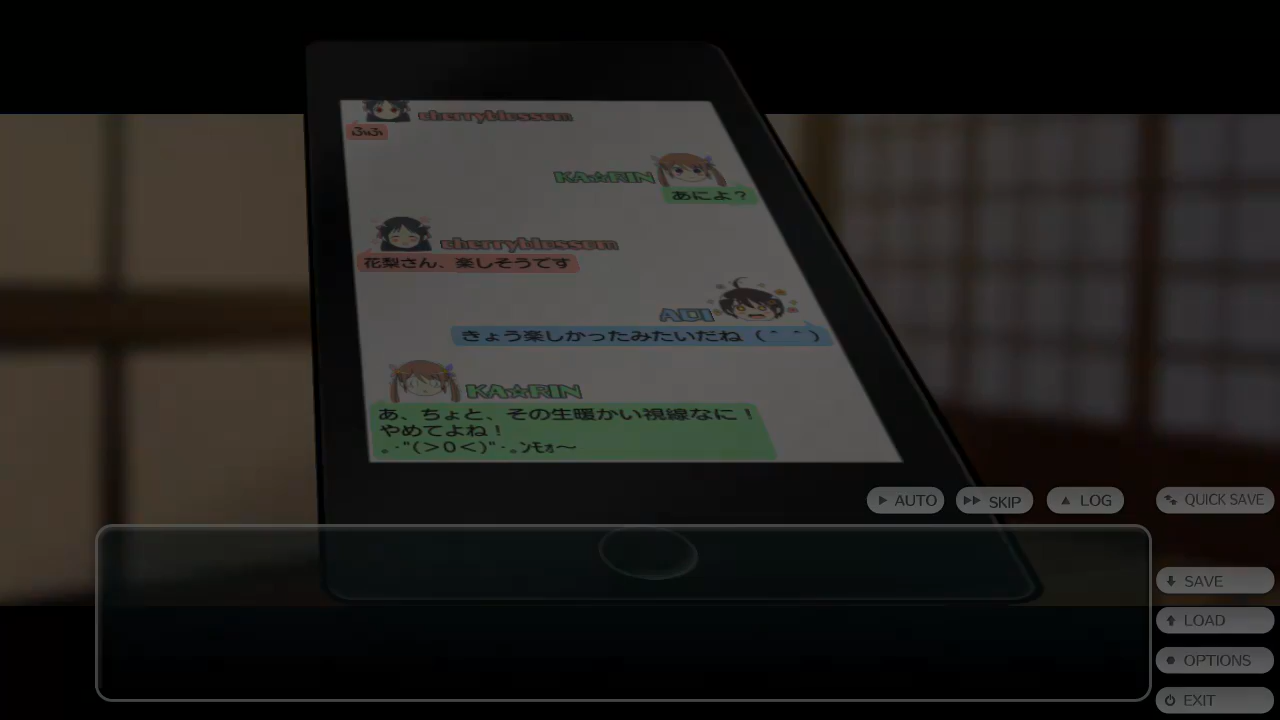 cherryblossom
ふふ
KA☆RIN
あによ？
cherryblossom
花梨さん、楽しそうです
AOI
きょう楽しかったみたいだね（＾ ＾）
KA☆RIN
あ、ちょと、その生暖かい視線なに！
やめてよね！
｡･"(＞０＜)"･｡ﾝﾓｫ～
AUTO
SKIP
LOG
QUICK SAVE
SAVE
LOAD
OPTIONS
EXIT